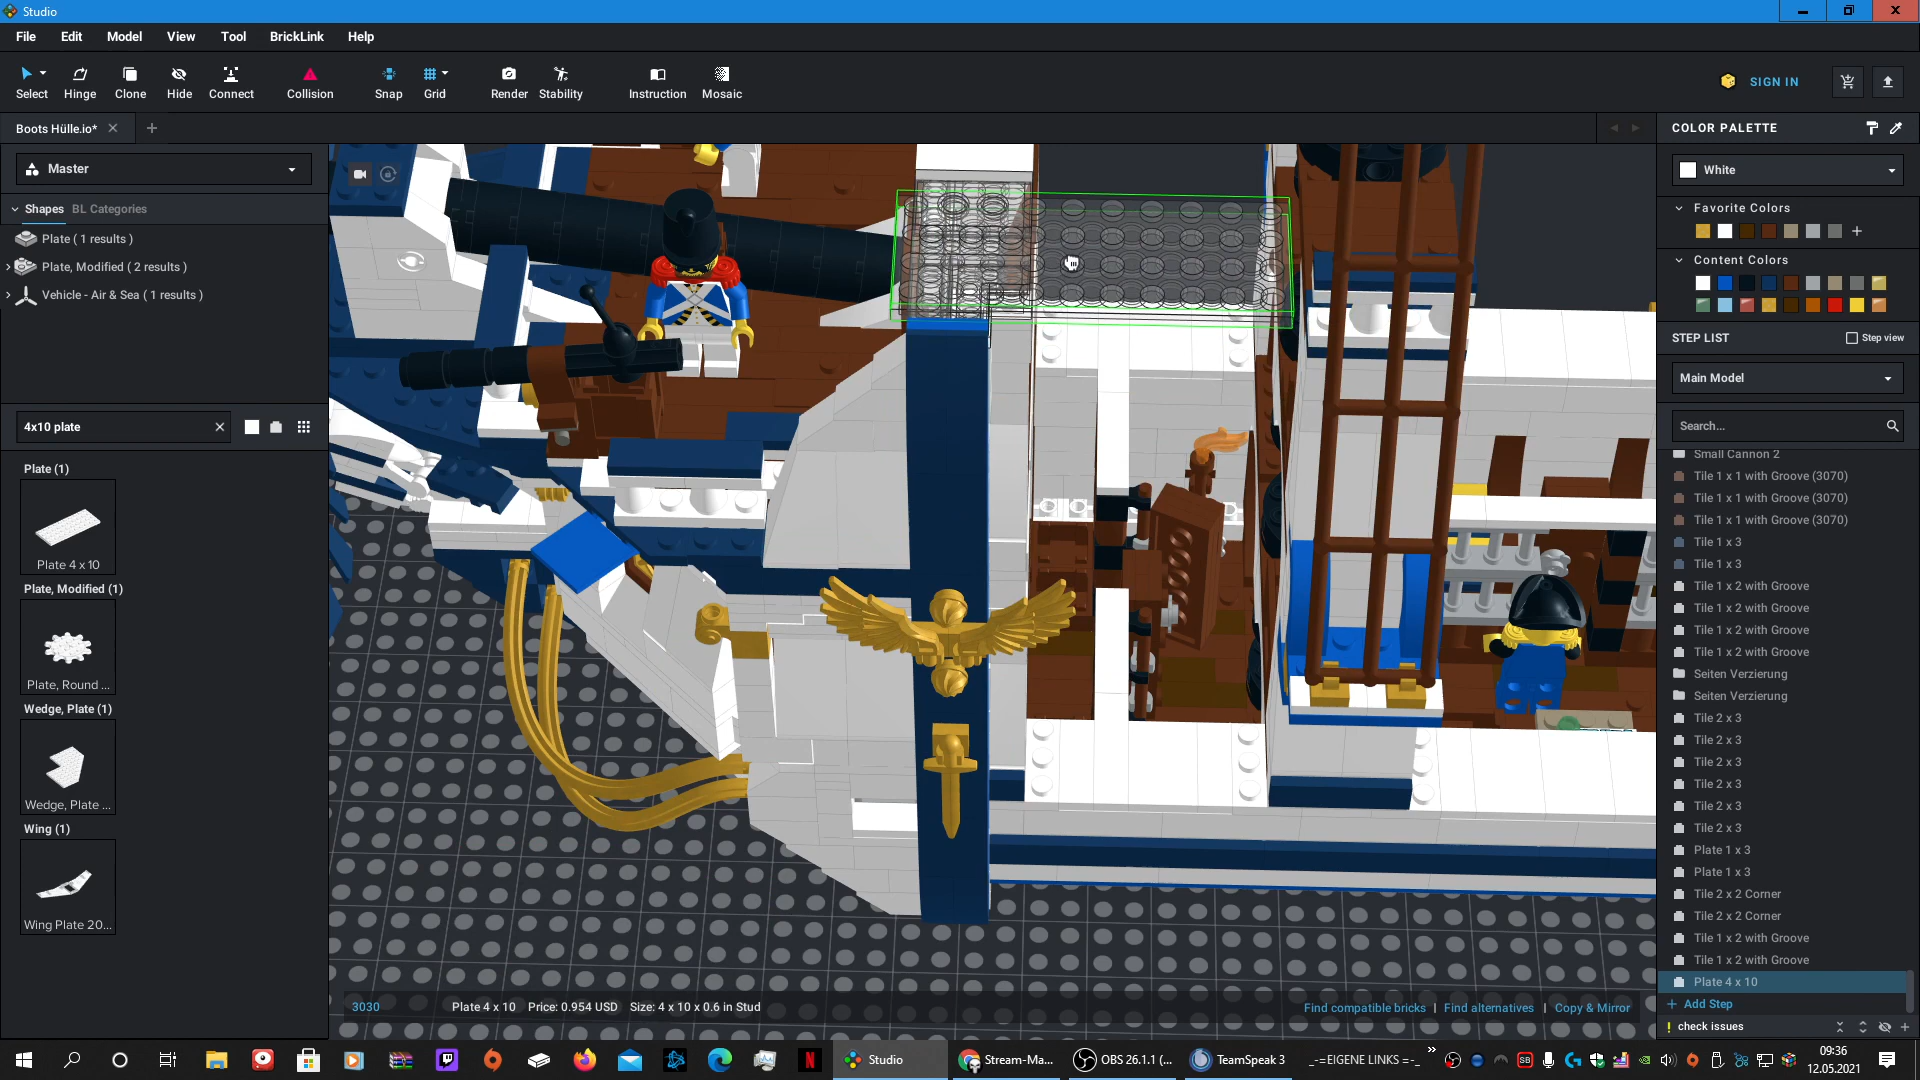 Studio
File Edit Model View Tool BrickLink Help
Select Hinge Clone Hide Connect Collision Snap Grid Render Stability Instruction Mosaic
SIGN IN
Boots Hülle.io*
Master
Shapes BL Categories
Plate ( 1 results )
Plate, Modified ( 2 results )
Vehicle - Air & Sea ( 1 results )
4x10 plate
Plate (1)
Plate 4 x 10
Plate, Modified (1)
Plate, Round ...
Wedge, Plate (1)
Wedge, Plate ...
Wing (1)
Wing Plate 20...
3030 Plate 4 x 10 Price: 0.954 USD Size: 4 x 10 x 0.6 in Stud
Find compatible bricks | Find alternatives | Copy & Mirror
COLOR PALETTE
White
Favorite Colors
Content Colors
STEP LIST Step view
Main Model
Search...
Small Cannon 2
Tile 1 x 1 with Groove (3070)
Tile 1 x 1 with Groove (3070)
Tile 1 x 1 with Groove (3070)
Tile 1 x 3
Tile 1 x 3
Tile 1 x 2 with Groove
Tile 1 x 2 with Groove
Tile 1 x 2 with Groove
Tile 1 x 2 with Groove
Seiten Verzierung
Seiten Verzierung
Tile 2 x 3
Tile 2 x 3
Tile 2 x 3
Tile 2 x 3
Tile 2 x 3
Tile 2 x 3
Plate 1 x 3
Plate 1 x 3
Tile 2 x 2 Corner
Tile 2 x 2 Corner
Tile 1 x 2 with Groove
Tile 1 x 2 with Groove
Plate 4 x 10
+ Add Step
! check issues
Studio Stream-Ma... OBS 26.1.1 (... TeamSpeak 3 _-=EIGENE LINKS =-_ »
09:36
12.05.2021